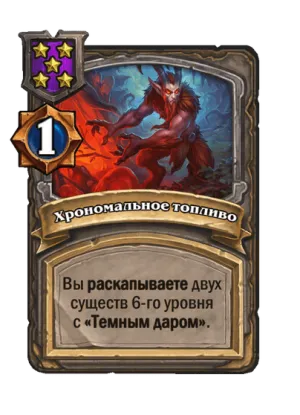 1
Хрономальное топливо
Вы раскапываете двух
существ 6-го уровня
с «Темным даром».